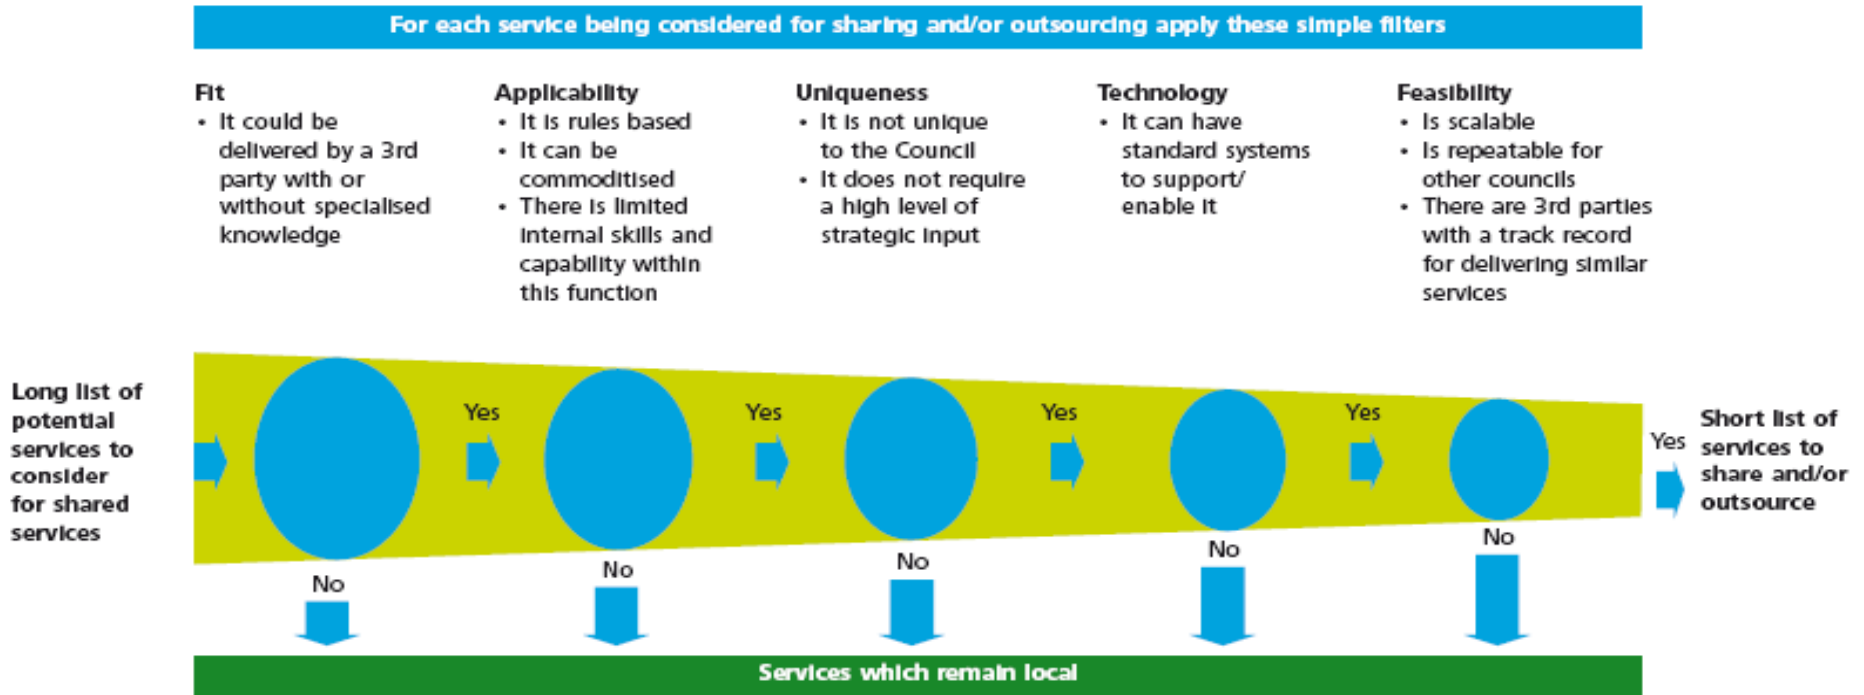 For each service being considered for sharing and/or outsourcing apply these simple filters
Fit
• It could be
delivered by a 3rd
party with or
without specialised
knowledge
Applicability
• It is rules based
• It can be
commoditised
• There is limited
internal skills and
capability within
this function
Uniqueness
• It is not unique
to the Council
• It does not require
a high level of
strategic input
Technology
• It can have
standard systems
to support/
enable it
Feasibility
• Is scalable
• Is repeatable for
other councils
• There are 3rd parties
with a track record
for delivering similar
services
Long list of
potential
services to
consider
for shared
services
Yes
Yes
Yes
Yes
Yes
Short list of
services to
share and/or
outsource
No
No
No
No
No
Services which remain local